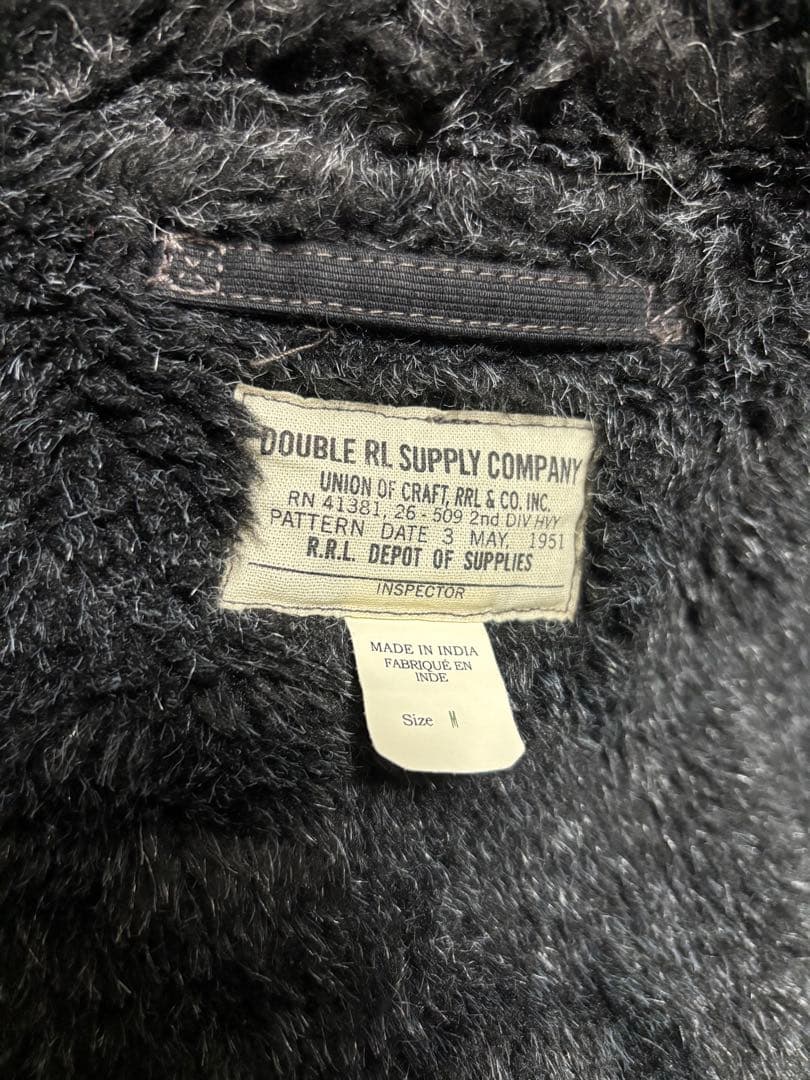 DOUBLE RL SUPPLY COMPANY
UNION OF CRAFT, RRL & CO. INC.
RN 41381, 26 - 509 2nd DIV HVY
PATTERN DATE 3 MAY, 1951
R.R.L. DEPOT OF SUPPLIES
INSPECTOR
MADE IN INDIA
FABRIQUÉ EN
INDE
Size M